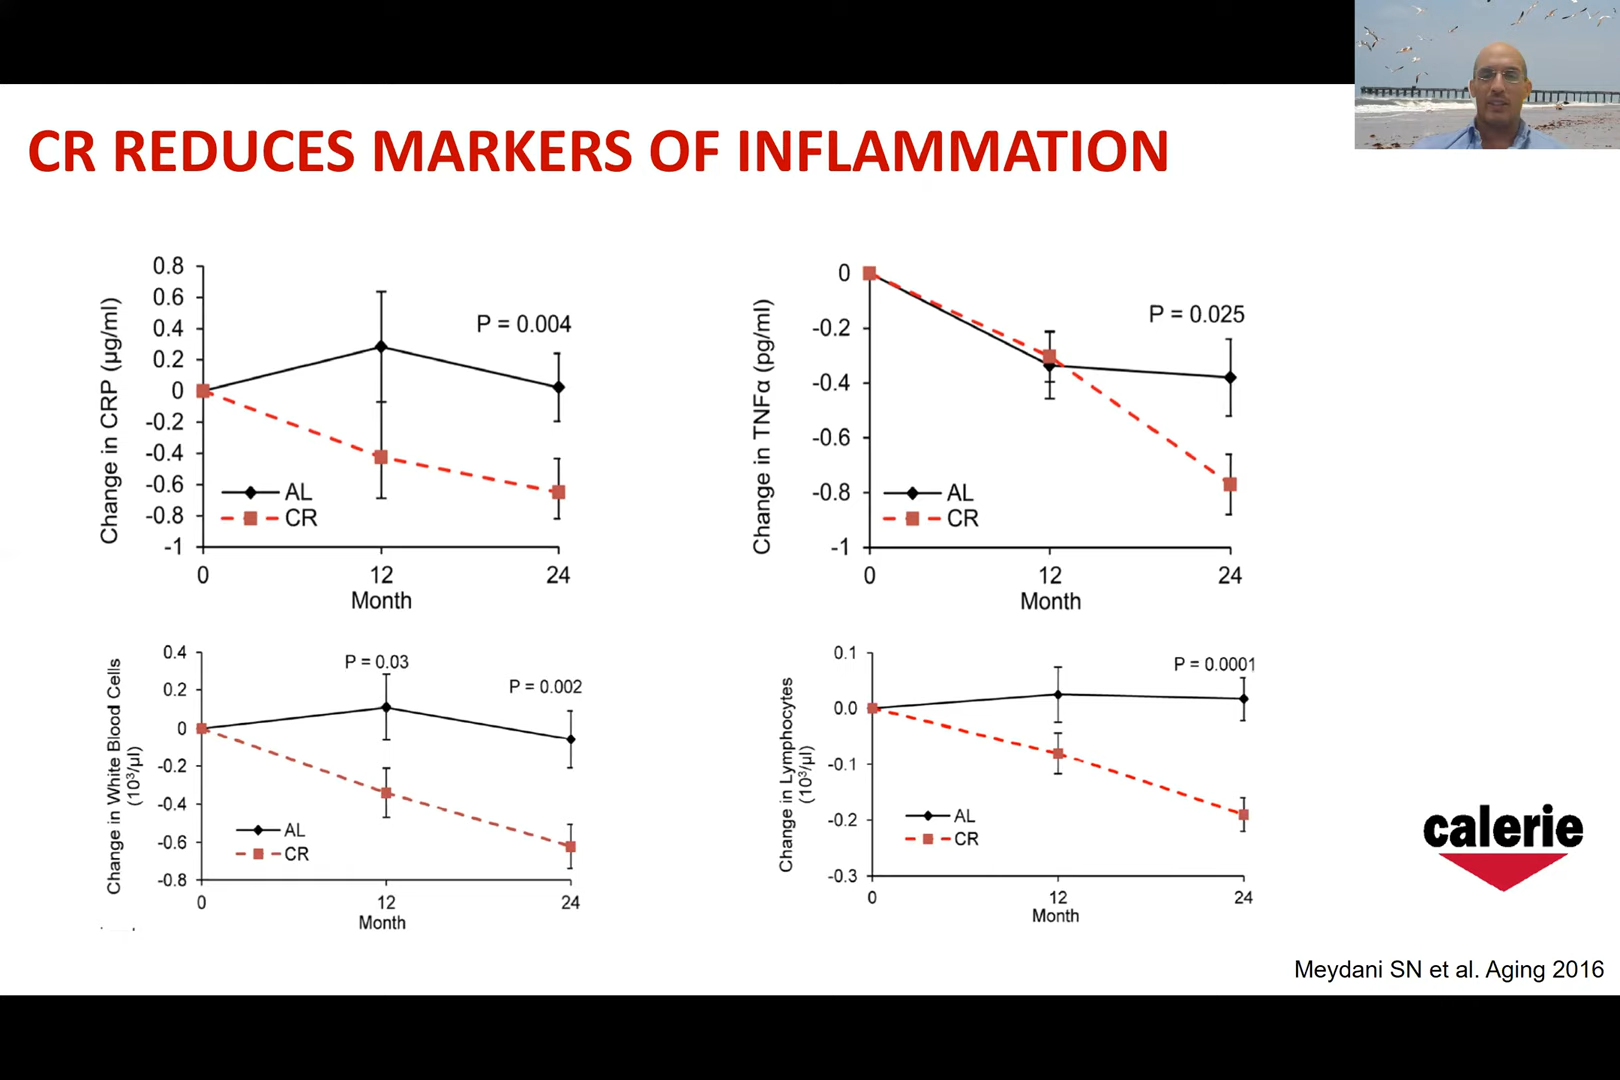 CR REDUCES MARKERS OF INFLAMMATION
Change in CRP (µg/ml)
0.8
0.6
0.4
0.2
0
-0.2
-0.4
-0.6
-0.8
-1
P = 0.004
AL
CR
0 12 24
Month
Change in TNFα (pg/ml)
0
-0.2
-0.4
-0.6
-0.8
-1
P = 0.025
AL
CR
0 12 24
Month
Change in White Blood Cells
(10³/µl)
0.4
0.2
0
-0.2
-0.4
-0.6
-0.8
P = 0.03
P = 0.002
AL
CR
0 12 24
Month
Change in Lymphocytes
(10³/µl)
0.1
0.0
-0.1
-0.2
-0.3
P = 0.0001
AL
CR
0 12 24
Month
calerie
Meydani SN et al. Aging 2016